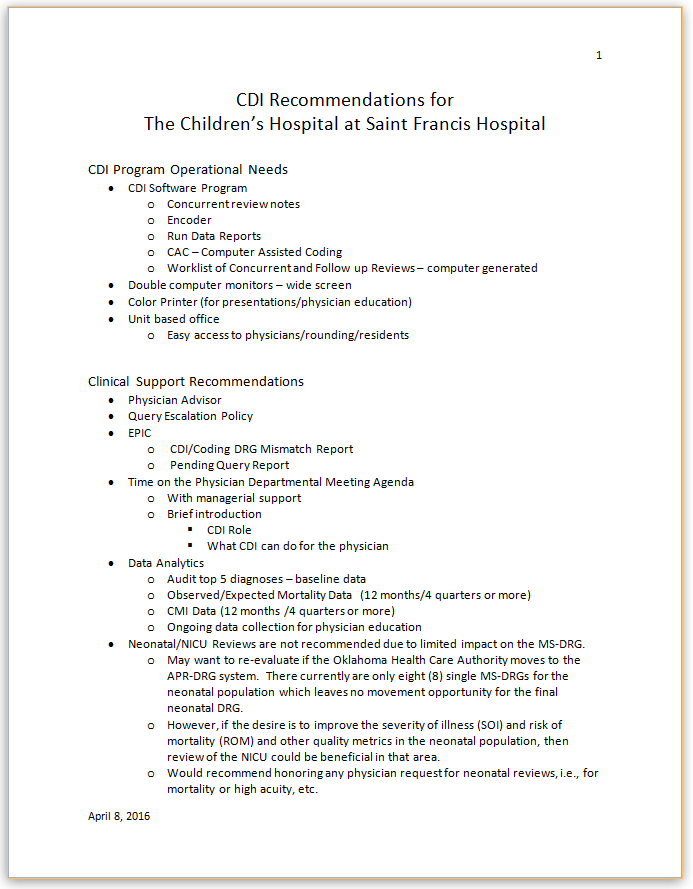 1
CDI Recommendations for
The Children's Hospital at Saint Francis Hospital
CDI Program Operational Needs
• CDI Software Program
o Concurrent review notes
o Encoder
o Run Data Reports
o CAC – Computer Assisted Coding
o Worklist of Concurrent and Follow up Reviews – computer generated
• Double computer monitors – wide screen
• Color Printer (for presentations/physician education)
• Unit based office
o Easy access to physicians/rounding/residents
Clinical Support Recommendations
• Physician Advisor
• Query Escalation Policy
• EPIC
o CDI/Coding DRG Mismatch Report
o Pending Query Report
• Time on the Physician Departmental Meeting Agenda
o With managerial support
o Brief introduction
▪ CDI Role
▪ What CDI can do for the physician
• Data Analytics
o Audit top 5 diagnoses – baseline data
o Observed/Expected Mortality Data (12 months/4 quarters or more)
o CMI Data (12 months /4 quarters or more)
o Ongoing data collection for physician education
• Neonatal/NICU Reviews are not recommended due to limited impact on the MS-DRG.
o May want to re-evaluate if the Oklahoma Health Care Authority moves to the
APR-DRG system. There currently are only eight (8) single MS-DRGs for the
neonatal population which leaves no movement opportunity for the final
neonatal DRG.
o However, if the desire is to improve the severity of illness (SOI) and risk of
mortality (ROM) and other quality metrics in the neonatal population, then
review of the NICU could be beneficial in that area.
o Would recommend honoring any physician request for neonatal reviews, i.e., for
mortality or high acuity, etc.
April 8, 2016